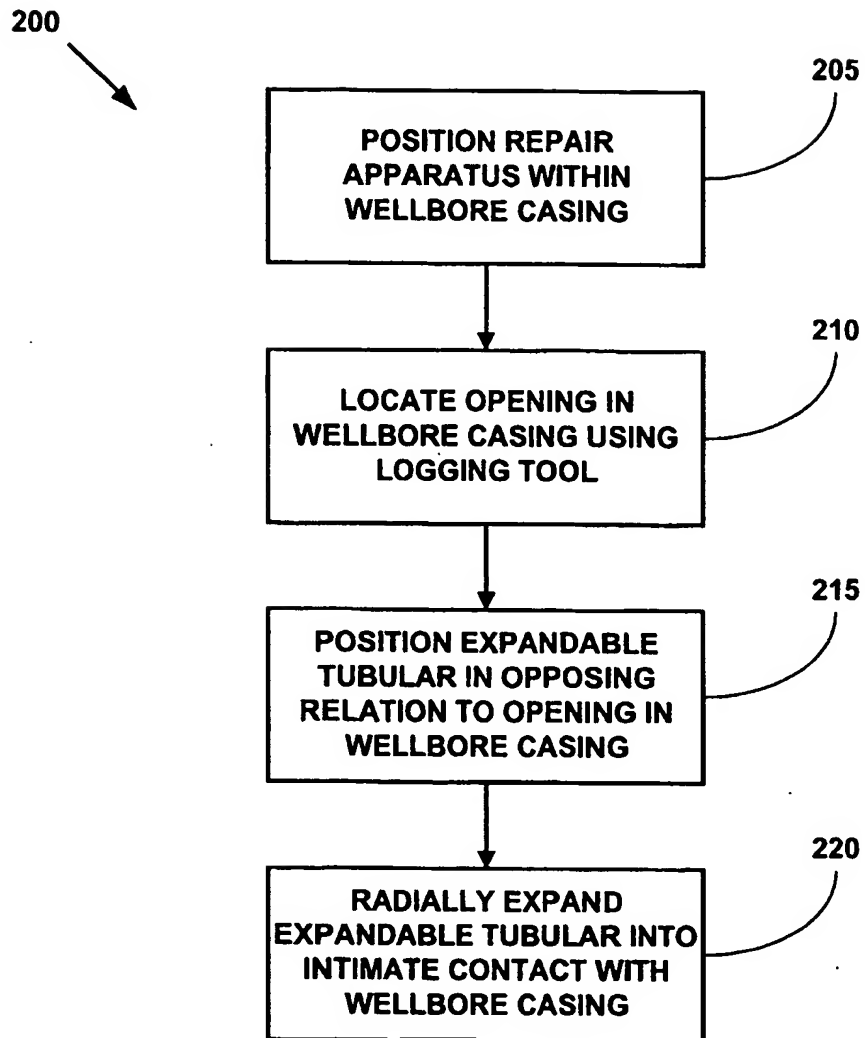 200
205
POSITION REPAIR
APPARATUS WITHIN
WELLBORE CASING
210
LOCATE OPENING IN
WELLBORE CASING USING
LOGGING TOOL
215
POSITION EXPANDABLE
TUBULAR IN OPPOSING
RELATION TO OPENING IN
WELLBORE CASING
220
RADIALLY EXPAND
EXPANDABLE TUBULAR INTO
INTIMATE CONTACT WITH
WELLBORE CASING